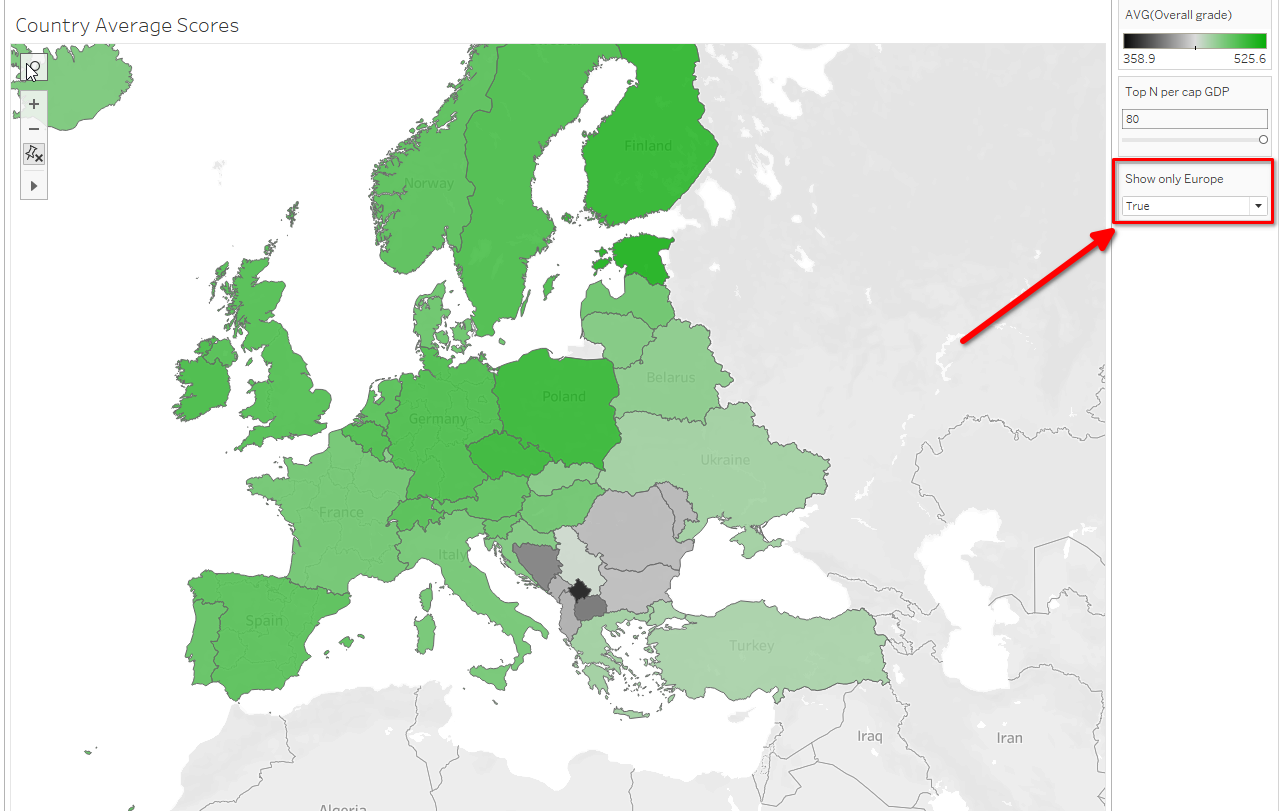 Country Average Scores
AVG(Overall grade)
358.9 525.6
Top N per cap GDP
80
Show only Europe
True
Finland
Norway
Belarus
Poland
Germany
Ukraine
France
Italy
Spain
Turkey
Iraq
Iran
Algeria